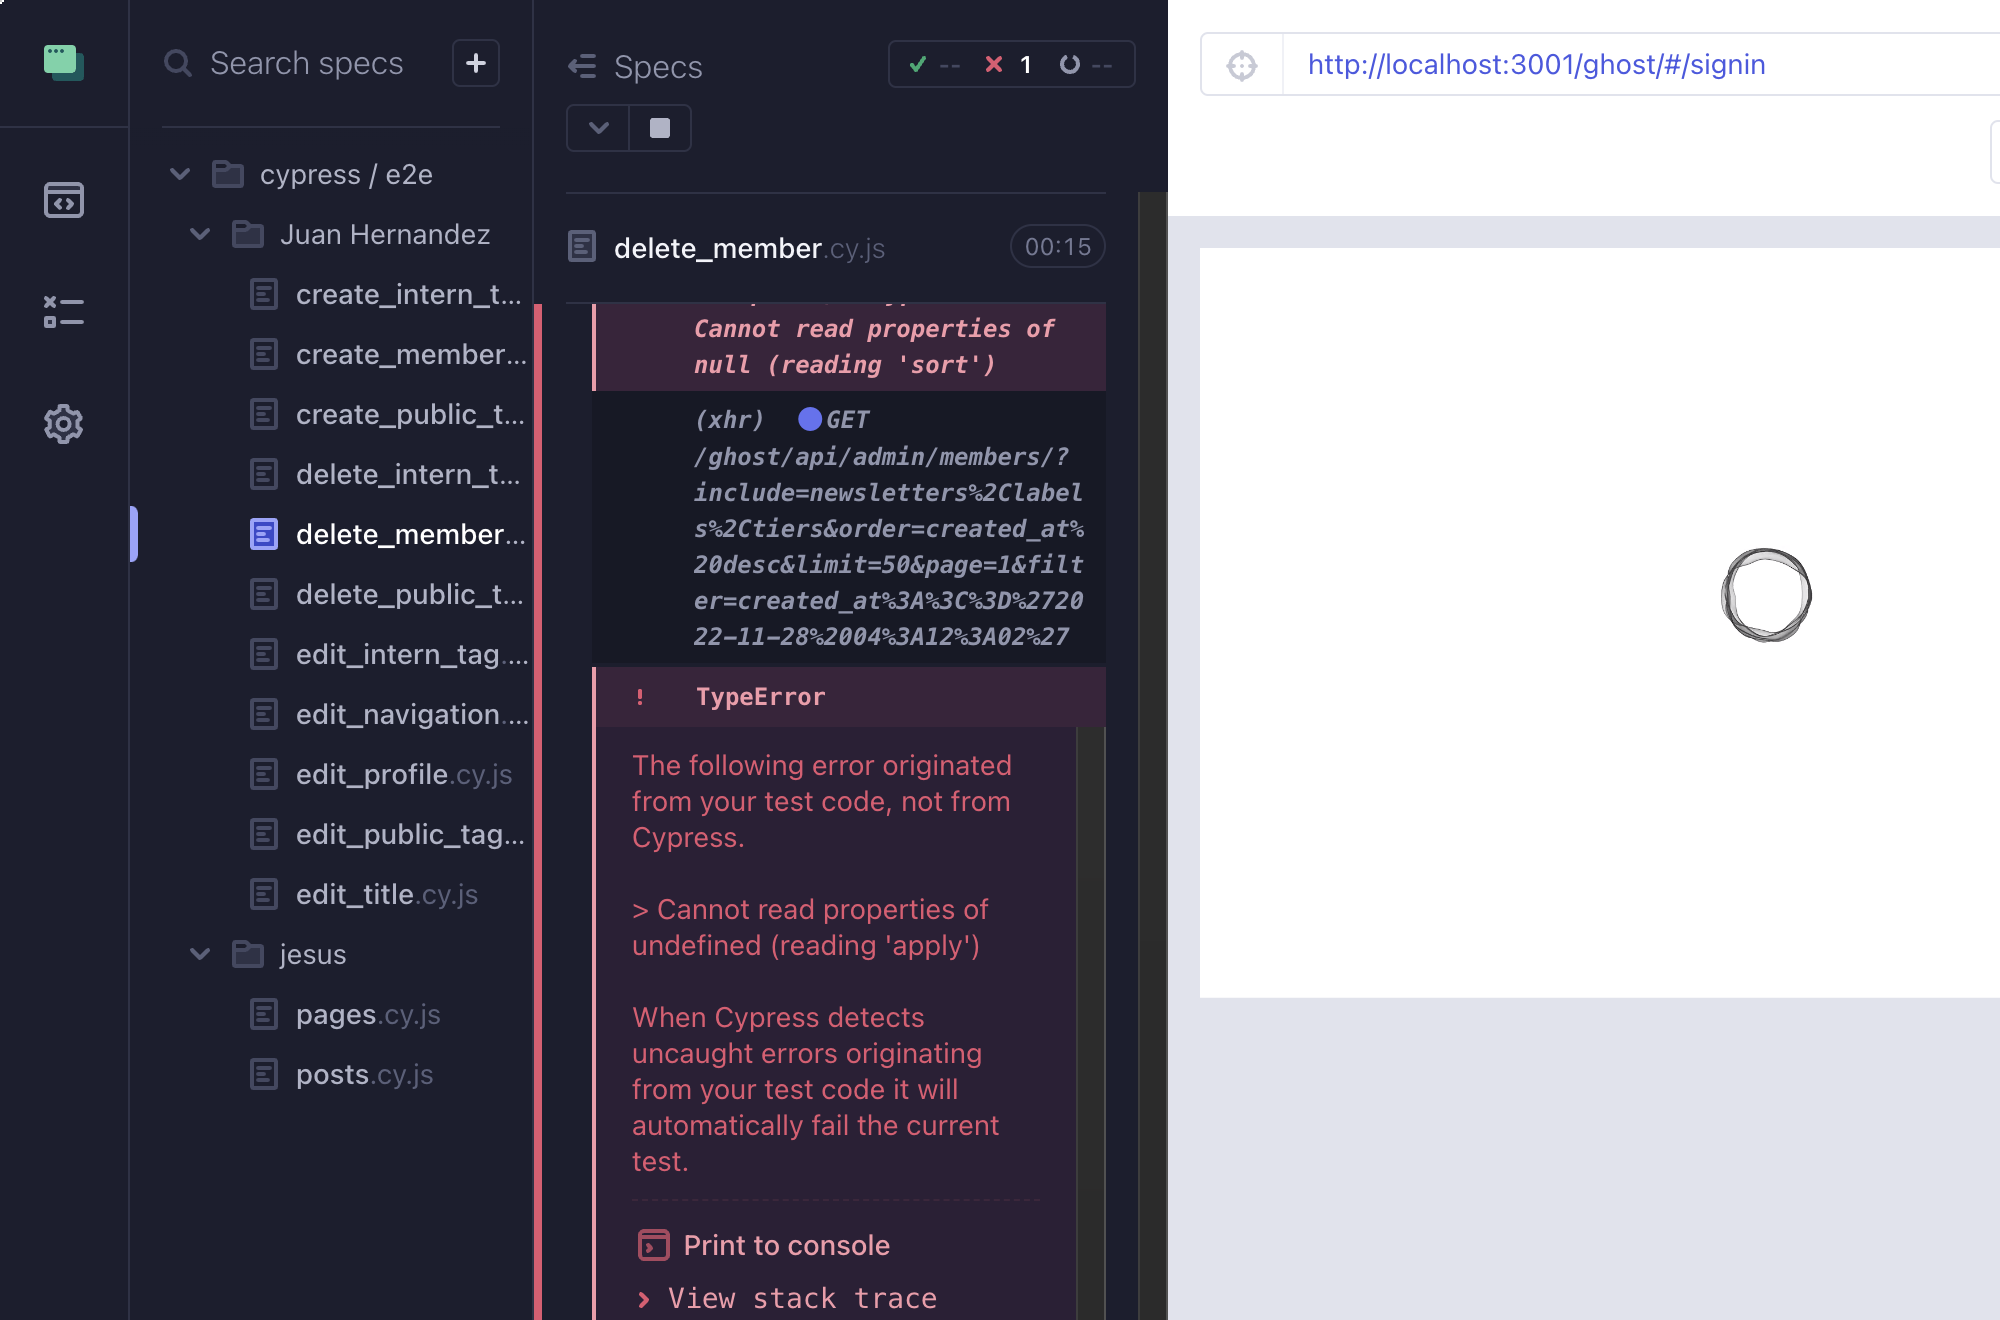 Search specs
+
cypress / e2e
Juan Hernandez
create_intern_t...
create_member...
create_public_t...
delete_intern_t...
delete_member...
delete_public_t...
edit_intern_tag....
edit_navigation....
edit_profile.cy.js
edit_public_tag...
edit_title.cy.js
jesus
pages.cy.js
posts.cy.js
Specs
-- 1 --
delete_member.cy.js
00:15
Cannot read properties of
null (reading 'sort')
(xhr) GET
/ghost/api/admin/members/?
include=newsletters%2Clabel
s%2Ctiers&order=created_at%
20desc&limit=50&page=1&filt
er=created_at%3A%3C%3D%2720
22-11-28%2004%3A12%3A02%27
! TypeError
The following error originated
from your test code, not from
Cypress.
> Cannot read properties of
undefined (reading 'apply')
When Cypress detects
uncaught errors originating
from your test code it will
automatically fail the current
test.
Print to console
View stack trace
http://localhost:3001/ghost/#/signin